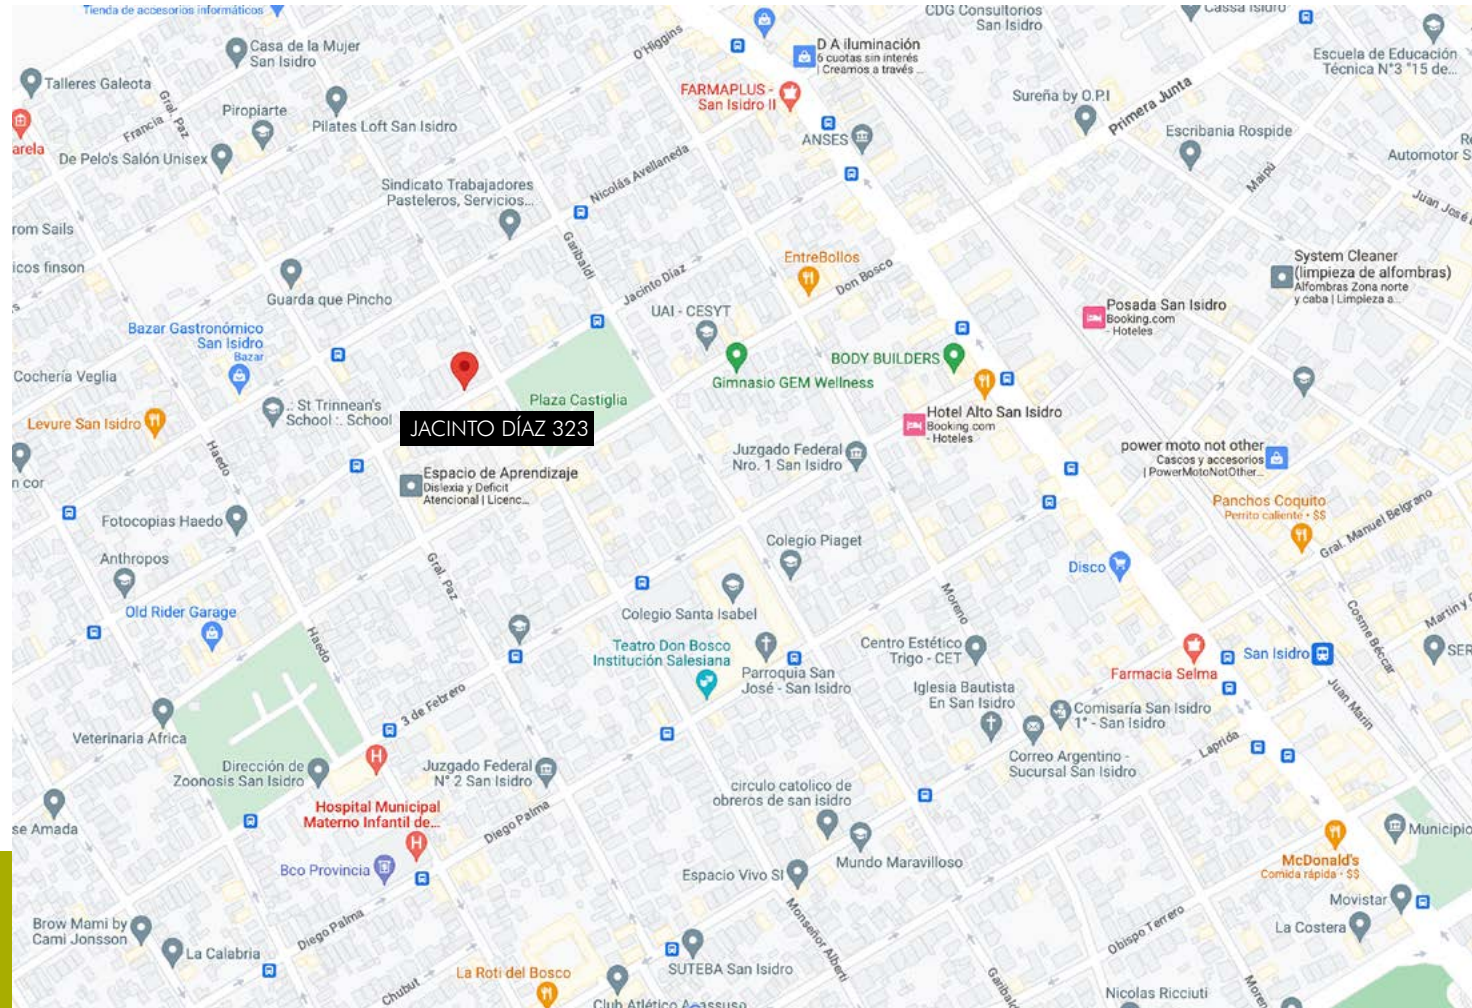 Tienda de accesorios informáticos
CDG Consultorios
San Isidro
Casa de la Mujer
San Isidro
O'Higgins
D A iluminación
6 cuotas sin interés
| Creamos a través ...
Escuela de Educación
Técnica N°3 "15 de...
Talleres Galeota
FARMAPLUS -
San Isidro II
Sureña by O.P.I
Primera Junta
Gral. Paz
Francia
Piropiarte
Pilates Loft San Isidro
ANSES
Escribania Rospide
arela
De Pelo's Salón Unisex
Nicolás Avellaneda
Automotor S
Maipú
Sindicato Trabajadores
Pasteleros, Servicios...
Juan José
rom Sails
Garibaldi
EntreBollos
System Cleaner
(limpieza de alfombras)
Alfombras Zona norte
y caba | Limpieza a...
icos finson
Guarda que Pincho
Jacinto Díaz
Don Bosco
UAI - CESYT
Posada San Isidro
Booking.com
- Hoteles
Bazar Gastronómico
San Isidro
Bazar
BODY BUILDERS
Cochería Veglia
Gimnasio GEM Wellness
Plaza Castiglia
.: St Trinnean's
School :. School
Levure San Isidro
JACINTO DÍAZ 323
Hotel Alto San Isidro
Booking.com
- Hoteles
Haedo
Juzgado Federal
Nro. 1 San Isidro
power moto not other
Cascos y accesorios
| PowerMotoNotOther...
n cor
Espacio de Aprendizaje
Dislexia y Deficit
Atencional | Licenc...
Panchos Coquito
Perrito caliente • $$
Gral. Manuel Belgrano
Fotocopias Haedo
Colegio Piaget
Anthropos
Gral. Paz
Disco
Old Rider Garage
Colegio Santa Isabel
Moreno
Cosme Béccar
Martin y
Haedo
Teatro Don Bosco
Institución Salesiana
Centro Estético
Trigo - CET
San Isidro
SER
Parroquia San
José - San Isidro
Farmacia Selma
3 de Febrero
Iglesia Bautista
En San Isidro
Juan Marin
Comisaría San Isidro
1° - San Isidro
Veterinaria Africa
Laprida
Dirección de
Zoonosis San Isidro
Juzgado Federal
N° 2 San Isidro
Correo Argentino -
Sucursal San Isidro
circulo catolico de
obreros de san isidro
Hospital Municipal
Materno Infantil de...
Diego Palma
se Amada
Municipio
Bco Provincia
Espacio Vivo SI
Mundo Maravilloso
McDonald's
Comida rápida • $$
Movistar
Brow Mami by
Cami Jonsson
Diego Palma
Monseñor Alberti
Obispo Terrero
La Costera
La Calabria
La Roti del Bosco
SUTEBA San Isidro
Chubut
Garibal
Nicolas Ricciuti
More
Club Atlético Acassuso